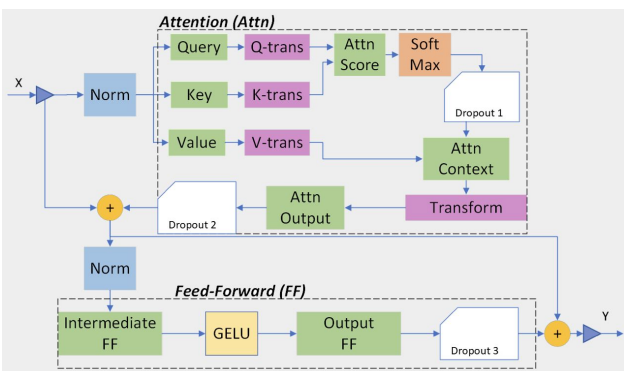 Attention (Attn)
X
Norm
Query
Q-trans
Attn
Score
Soft
Max
Key
K-trans
Dropout 1
Value
V-trans
Attn
Context
Transform
Attn
Output
Dropout 2
+
Norm
Feed-Forward (FF)
Intermediate
FF
GELU
Output
FF
Dropout 3
+
Y